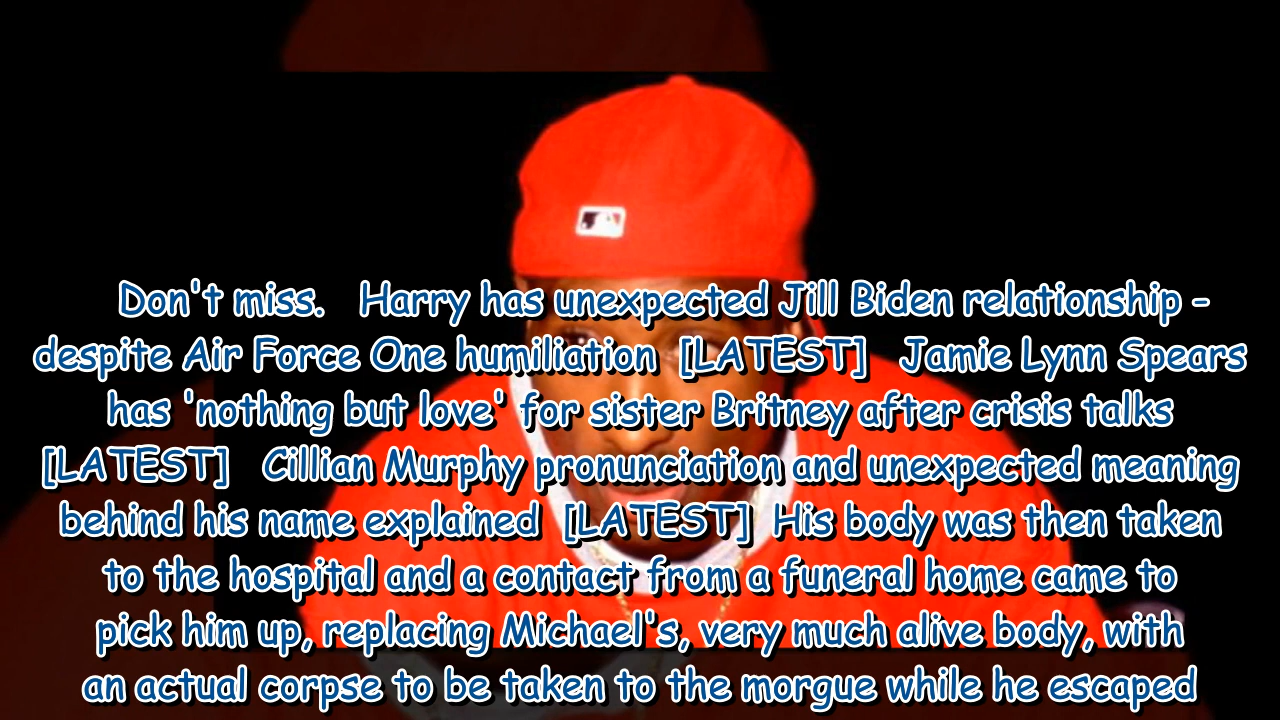 Don't miss. Harry has unexpected Jill Biden relationship –
despite Air Force One humiliation [LATEST] Jamie Lynn Spears
has 'nothing but love' for sister Britney after crisis talks
[LATEST] Cillian Murphy pronunciation and unexpected meaning
behind his name explained [LATEST] His body was then taken
to the hospital and a contact from a funeral home came to
pick him up, replacing Michael's, very much alive body, with
an actual corpse to be taken to the morgue while he escaped